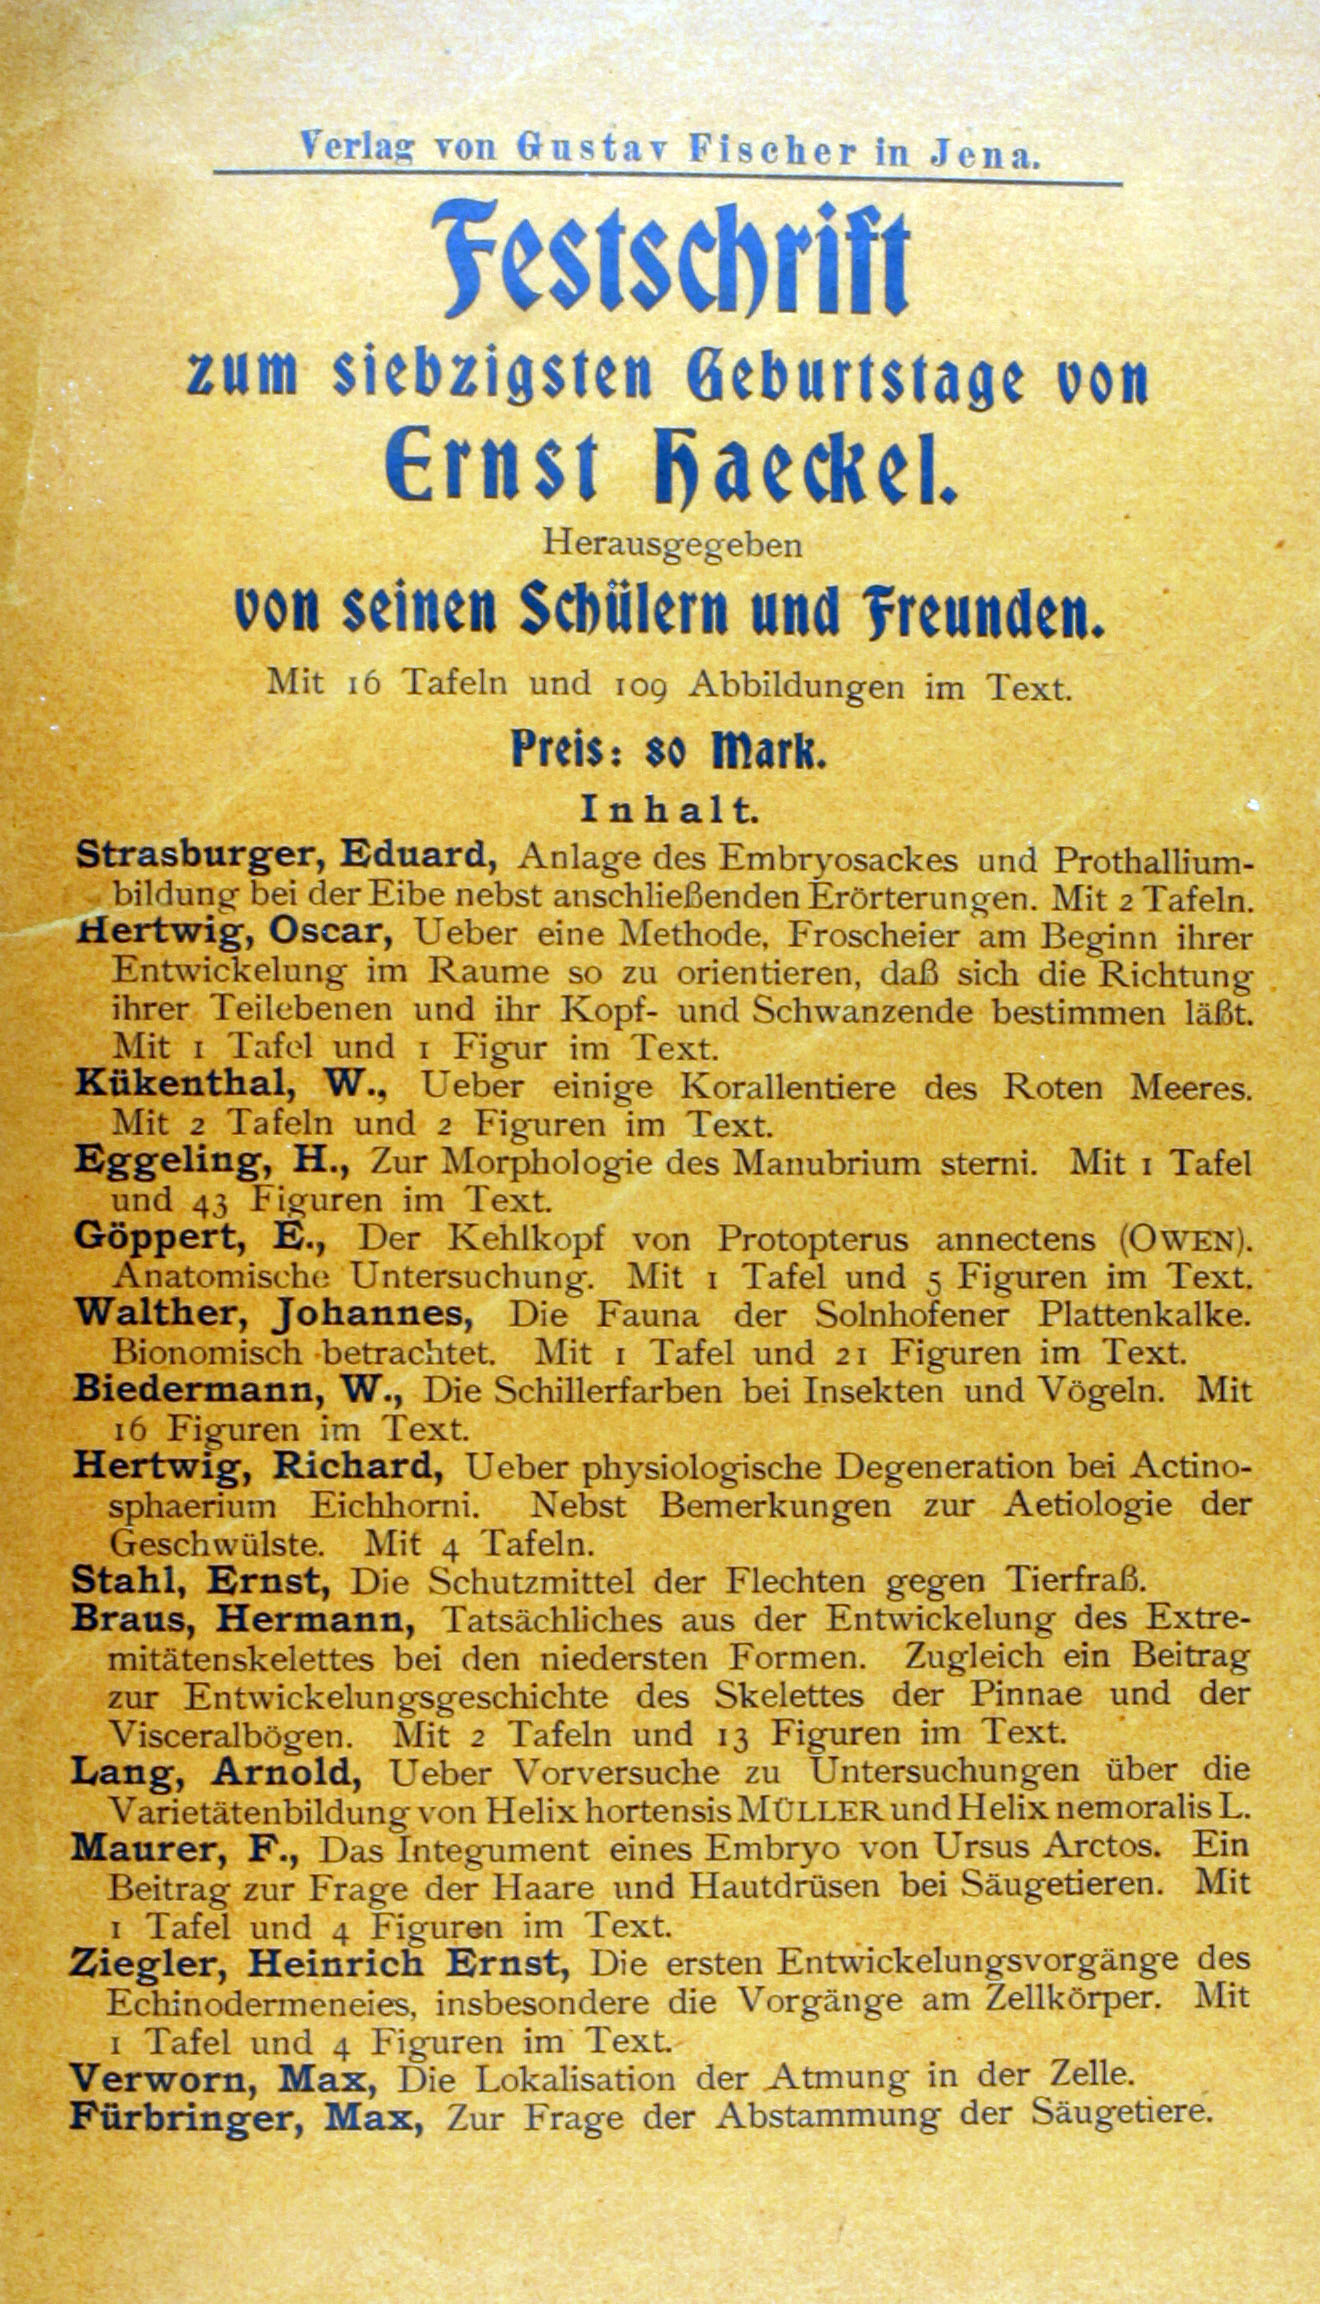 Verlag von Gustav Fischer in Jena.
Festschrift
zum siebzigsten Geburtstage von
Ernst Haeckel.
Herausgegeben
von seinen Schülern und Freunden.
Mit 16 Tafeln und 109 Abbildungen im Text.
Preis: 80 Mark.
Inhalt.
Strasburger, Eduard, Anlage des Embryosackes und Prothallium-
bildung bei der Eibe nebst anschließenden Erörterungen. Mit 2 Tafeln.
Hertwig, Oscar, Ueber eine Methode, Froscheier am Beginn ihrer
Entwickelung im Raume so zu orientieren, daß sich die Richtung
ihrer Teilebenen und ihr Kopf- und Schwanzende bestimmen läßt.
Mit 1 Tafel und 1 Figur im Text.
Kükenthal, W., Ueber einige Korallentiere des Roten Meeres.
Mit 2 Tafeln und 2 Figuren im Text.
Eggeling, H., Zur Morphologie des Manubrium sterni. Mit 1 Tafel
und 43 Figuren im Text.
Göppert, E., Der Kehlkopf von Protopterus annectens (OWEN).
Anatomische Untersuchung. Mit 1 Tafel und 5 Figuren im Text.
Walther, Johannes, Die Fauna der Solnhofener Plattenkalke.
Bionomisch betrachtet. Mit 1 Tafel und 21 Figuren im Text.
Biedermann, W., Die Schillerfarben bei Insekten und Vögeln. Mit
16 Figuren im Text.
Hertwig, Richard, Ueber physiologische Degeneration bei Actino-
sphaerium Eichhorni. Nebst Bemerkungen zur Aetiologie der
Geschwülste. Mit 4 Tafeln.
Stahl, Ernst, Die Schutzmittel der Flechten gegen Tierfraß.
Braus, Hermann, Tatsächliches aus der Entwickelung des Extre-
mitätenskelettes bei den niedersten Formen. Zugleich ein Beitrag
zur Entwickelungsgeschichte des Skelettes der Pinnae und der
Visceralbögen. Mit 2 Tafeln und 13 Figuren im Text.
Lang, Arnold, Ueber Vorversuche zu Untersuchungen über die
Varietätenbildung von Helix hortensis MÜLLER und Helix nemoralis L.
Maurer, F., Das Integument eines Embryo von Ursus Arctos. Ein
Beitrag zur Frage der Haare und Hautdrüsen bei Säugetieren. Mit
1 Tafel und 4 Figuren im Text.
Ziegler, Heinrich Ernst, Die ersten Entwickelungsvorgänge des
Echinodermeneies, insbesondere die Vorgänge am Zellkörper. Mit
1 Tafel und 4 Figuren im Text.
Verworn, Max, Die Lokalisation der Atmung in der Zelle.
Fürbringer, Max, Zur Frage der Abstammung der Säugetiere.